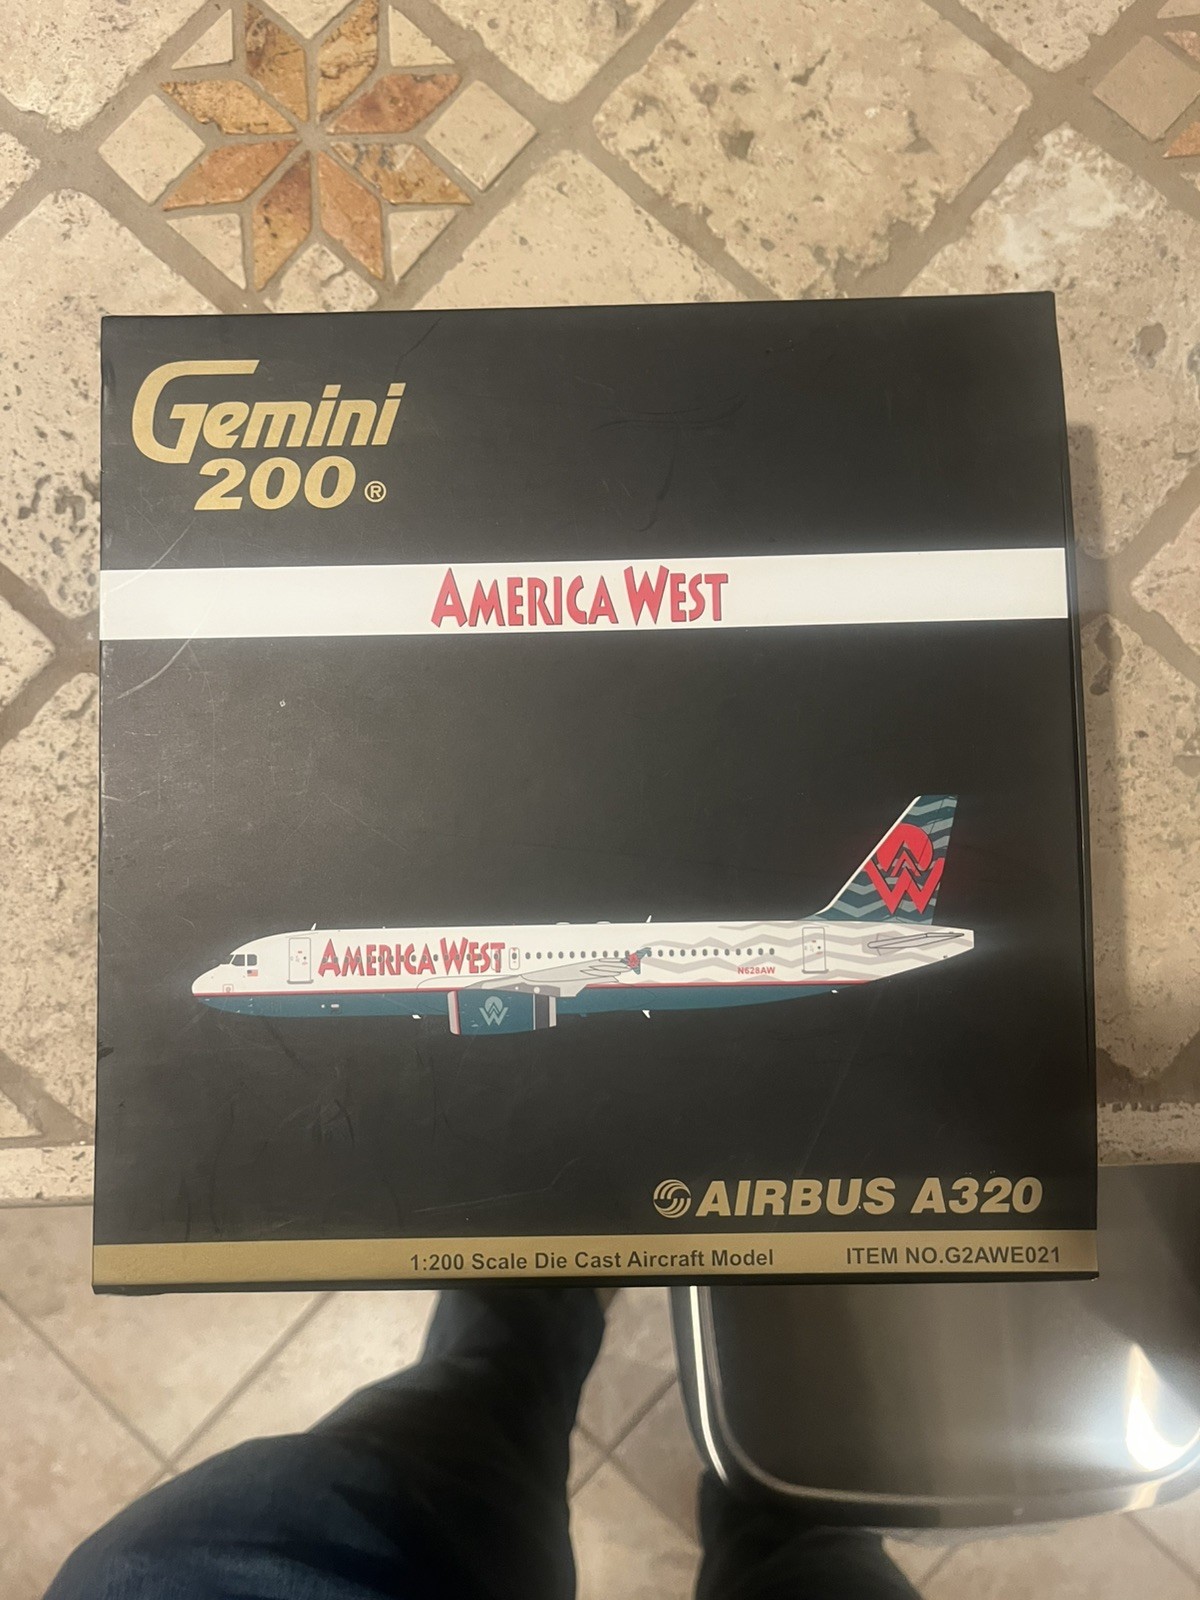 Gemini
200®
AMERICA WEST
AMERICA WEST
N628AW
AIRBUS A320
1:200 Scale Die Cast Aircraft Model
ITEM NO.G2AWE021